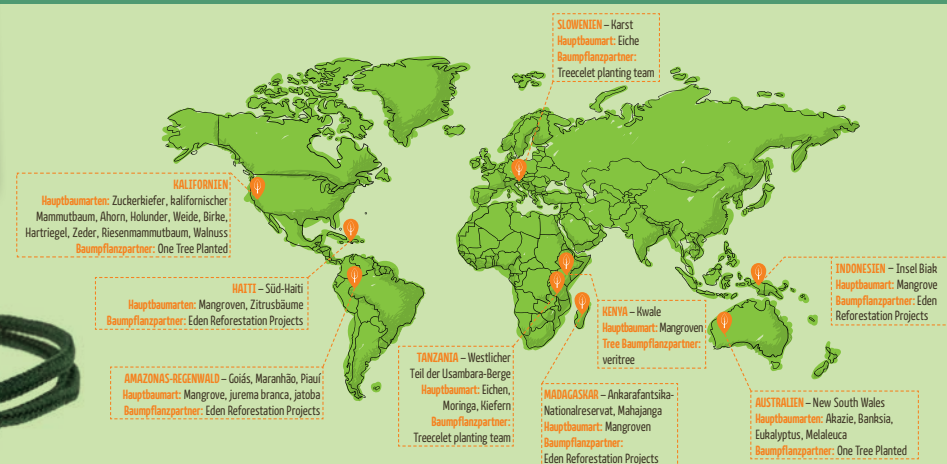 SLOWENIEN – Karst
Hauptbaumart: Eiche
Baumpflanzpartner:
Treecelet planting team
KALIFORNIEN
Hauptbaumarten: Zuckerkiefer, kalifornischer
Mammutbaum, Ahorn, Holunder, Weide, Birke,
Hartriegel, Zeder, Riesenmammutbaum, Walnuss
Baumpflanzpartner: One Tree Planted
HAITI – Süd-Haiti
Hauptbaumarten: Mangroven, Zitrusbäume
Baumpflanzpartner: Eden Reforestation Projects
AMAZONAS-REGENWALD – Goiás, Maranhão, Piauí
Hauptbaumart: Mangrove, jurema branca, jatoba
Baumpflanzpartner: Eden Reforestation Projects
TANZANIA – Westlicher
Teil der Usambara-Berge
Hauptbaumart: Eichen,
Moringa, Kiefern
Baumpflanzpartner:
Treecelet planting team
MADAGASKAR – Ankarafantsika-
Nationalreservat, Mahajanga
Hauptbaumart: Mangroven
Baumpflanzpartner:
Eden Reforestation Projects
KENYA – Kwale
Hauptbaumart: Mangroven
Tree Baumpflanzpartner:
veritree
INDONESIEN – Insel Biak
Hauptbaumart: Mangrove
Baumpflanzpartner: Eden
Reforestation Projects
AUSTRALIEN – New South Wales
Hauptbaumarten: Akazie, Banksia,
Eukalyptus, Melaleuca
Baumpflanzpartner: One Tree Planted